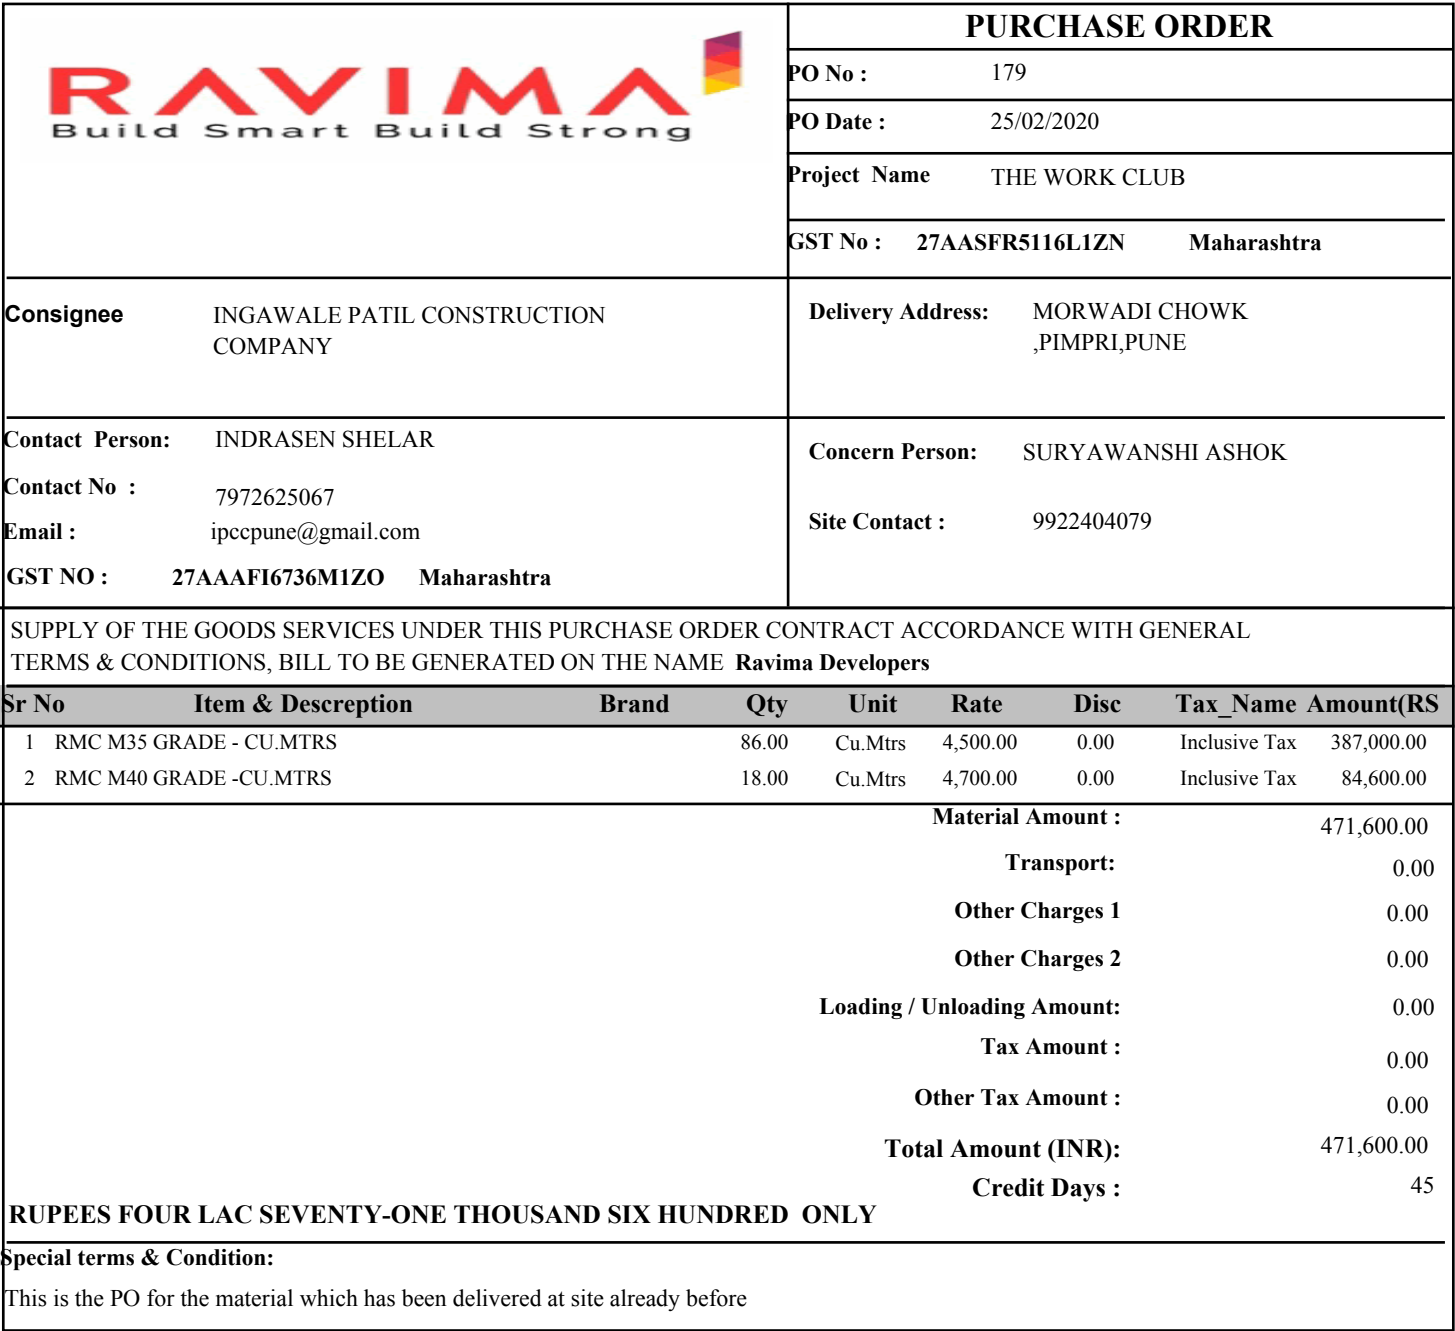 RAVIMA
Build Smart Build Strong
PURCHASE ORDER
PO No : 179
PO Date : 25/02/2020
Project Name THE WORK CLUB
GST No : 27AASFR5116L1ZN Maharashtra
Consignee INGAWALE PATIL CONSTRUCTION
COMPANY
Delivery Address: MORWADI CHOWK
,PIMPRI,PUNE
Contact Person: INDRASEN SHELAR
Contact No : 7972625067
Email : ipccpune@gmail.com
GST NO : 27AAAFI6736M1ZO Maharashtra
Concern Person: SURYAWANSHI ASHOK
Site Contact : 9922404079
SUPPLY OF THE GOODS SERVICES UNDER THIS PURCHASE ORDER CONTRACT ACCORDANCE WITH GENERAL
TERMS & CONDITIONS, BILL TO BE GENERATED ON THE NAME Ravima Developers
Sr No Item & Descreption Brand Qty Unit Rate Disc Tax_Name Amount(RS
1 RMC M35 GRADE - CU.MTRS 86.00 Cu.Mtrs 4,500.00 0.00 Inclusive Tax 387,000.00
2 RMC M40 GRADE -CU.MTRS 18.00 Cu.Mtrs 4,700.00 0.00 Inclusive Tax 84,600.00
Material Amount : 471,600.00
Transport: 0.00
Other Charges 1 0.00
Other Charges 2 0.00
Loading / Unloading Amount: 0.00
Tax Amount : 0.00
Other Tax Amount : 0.00
Total Amount (INR): 471,600.00
Credit Days : 45
RUPEES FOUR LAC SEVENTY-ONE THOUSAND SIX HUNDRED ONLY
Special terms & Condition:
This is the PO for the material which has been delivered at site already before